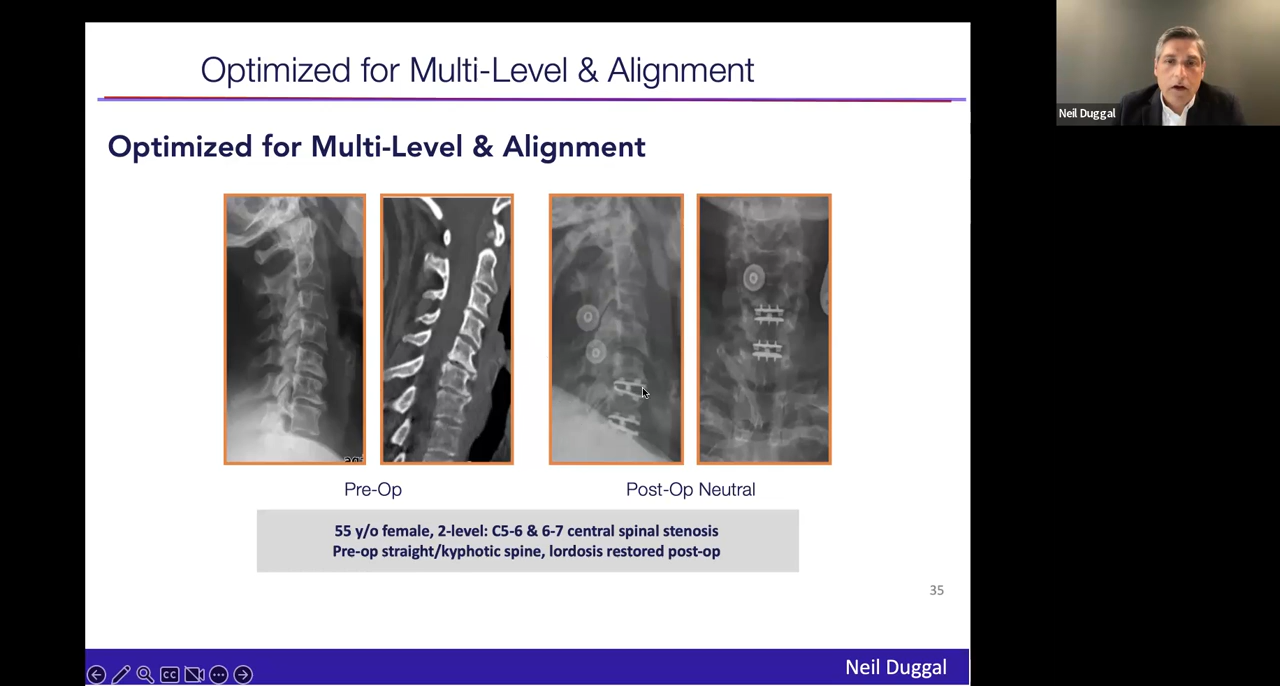 Optimized for Multi-Level & Alignment
Neil Duggal
Optimized for Multi-Level & Alignment
Pre-Op
Post-Op Neutral
55 y/o female, 2-level: C5-6 & 6-7 central spinal stenosis
Pre-op straight/kyphotic spine, lordosis restored post-op
35
CC
Neil Duggal